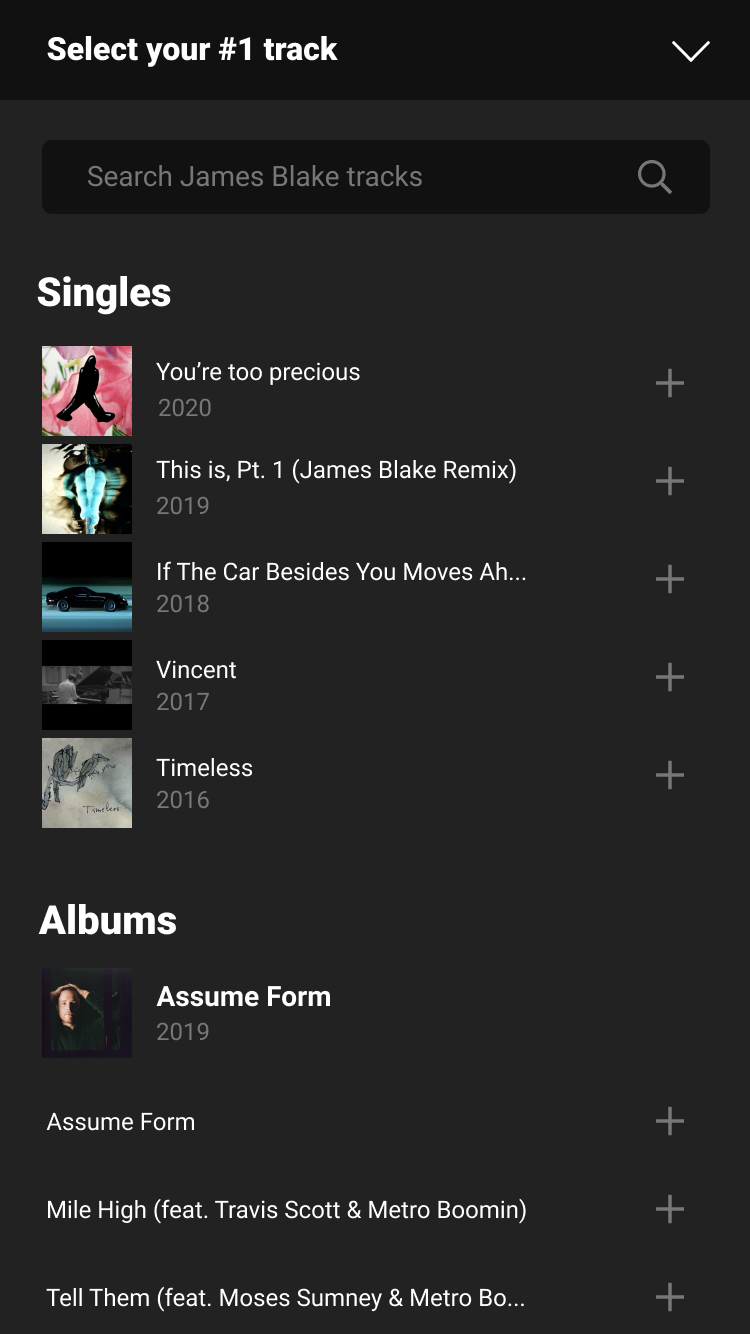 Select your #1 track
Search James Blake tracks
Singles
You’re too precious
2020
This is, Pt. 1 (James Blake Remix)
2019
If The Car Besides You Moves Ah...
2018
Vincent
2017
Timeless
2016
Timeless
Albums
Assume Form
2019
Assume Form
Mile High (feat. Travis Scott & Metro Boomin)
Tell Them (feat. Moses Sumney & Metro Bo...